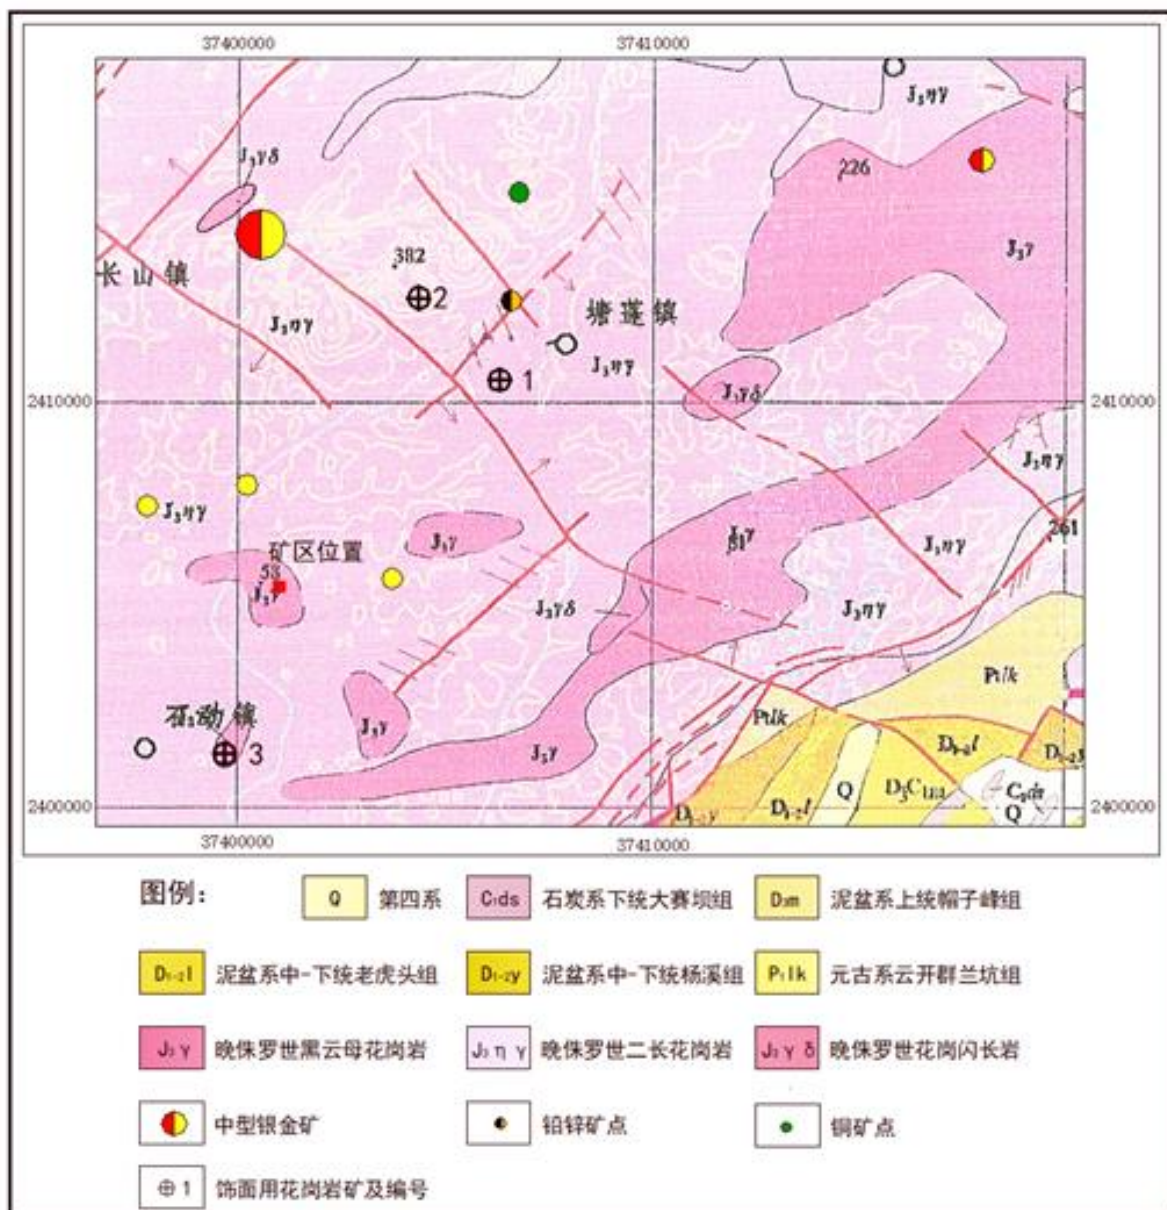 37400000 37410000
J₃ηγ
J₃γδ
226
J₃γ
382
长山镇
2
塘蓬镇
J₃ηγ
J₃ηγ
1
J₃γδ
2410000 2410000
J₃ηγ
J₃ηγ
261
矿区位置
J₃γ
51
J₃ηγ
53
J₃γ
J₃γδ
J₃ηγ
Ptlk
石动镇
J₃γ
Ptlk
3
J₃γ
D₁₋₂l
Q
D₁₋₂l
Q
2400000 2400000
37400000 37410000
图例：
Q 第四系
C₁ds 石炭系下统大赛坝组
D₃m 泥盆系上统帽子峰组
D₁₋₂l 泥盆系中-下统老虎头组
D₁₋₂y 泥盆系中-下统杨溪组
Pt₁lk 元古系云开群兰坑组
J₃γ 晚侏罗世黑云母花岗岩
J₃ηγ 晚侏罗世二长花岗岩
J₃γδ 晚侏罗世花岗闪长岩
中型银金矿
铅锌矿点
铜矿点
1 饰面用花岗岩矿及编号